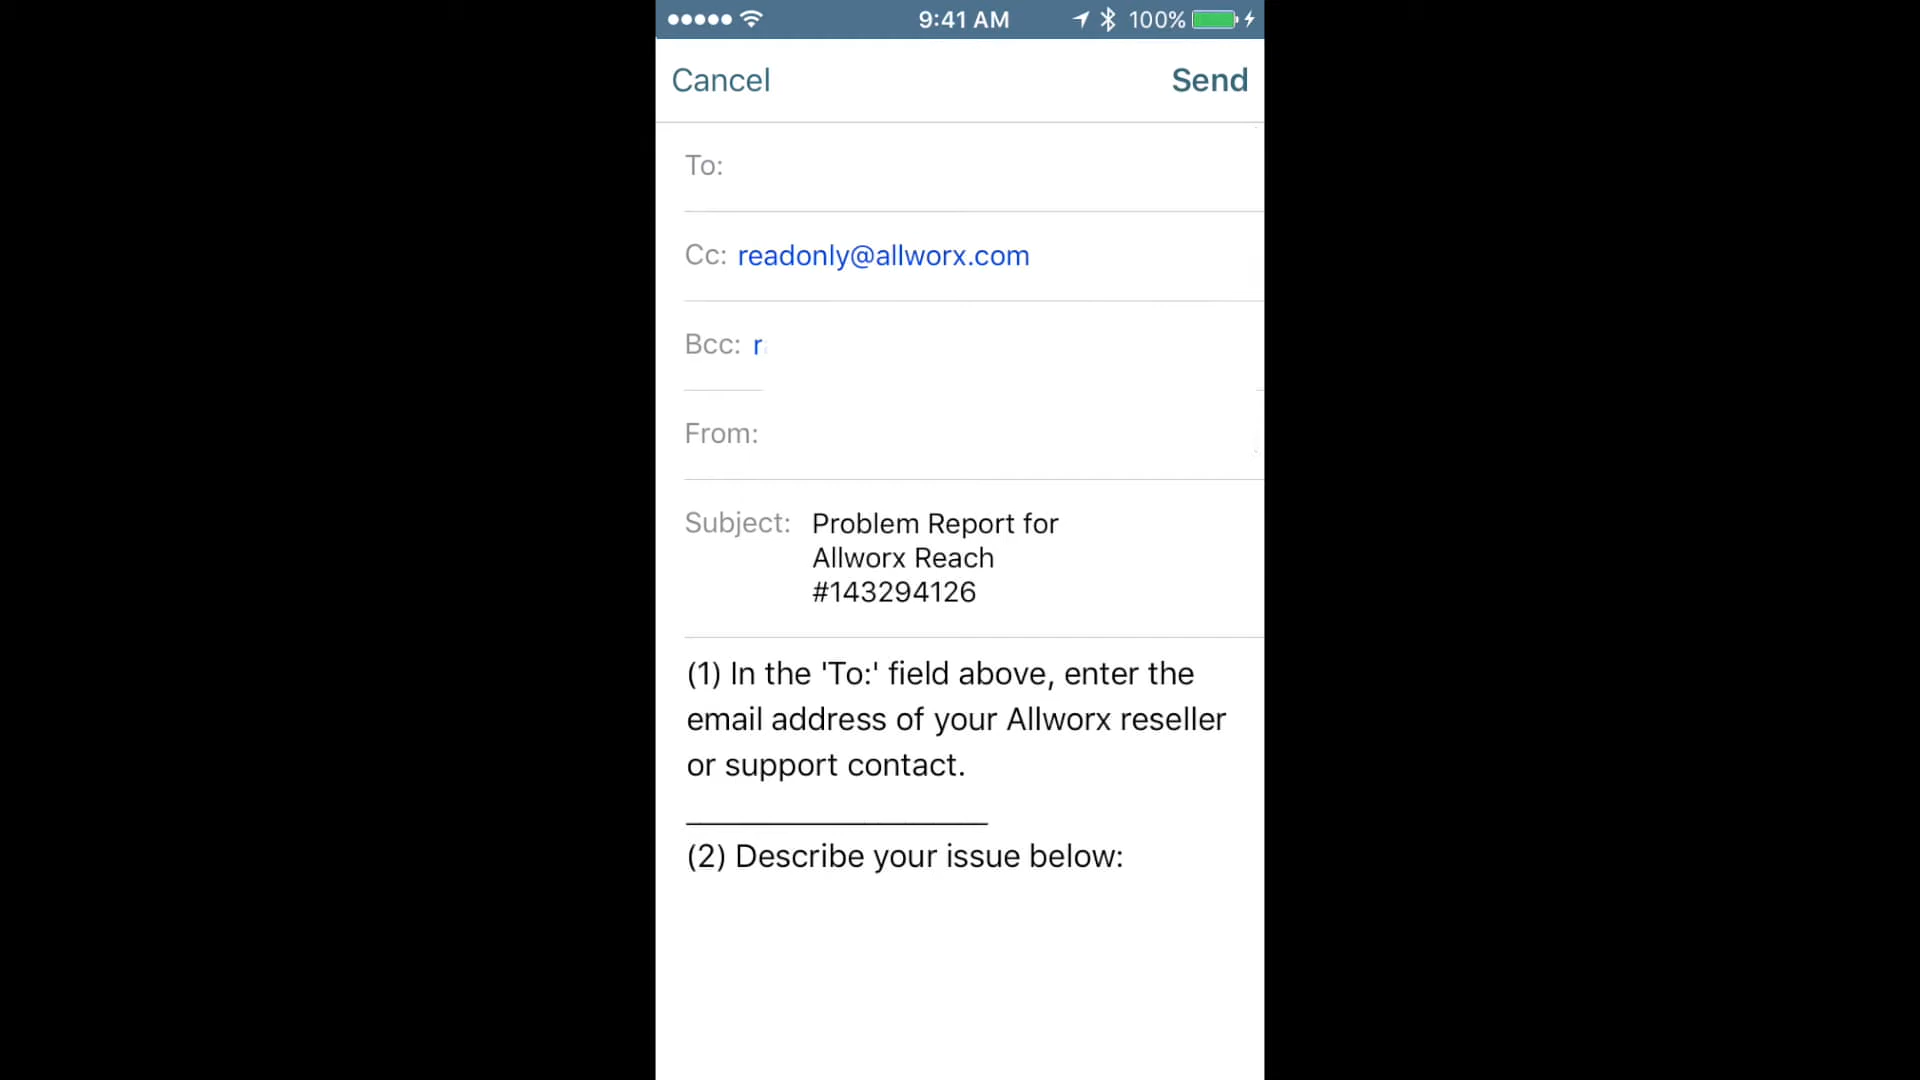 9:41 AM 100%
Cancel Send
To:
Cc: readonly@allworx.com
Bcc: r
From:
Subject: Problem Report for
Allworx Reach
#143294126
(1) In the 'To:' field above, enter the
email address of your Allworx reseller
or support contact.
(2) Describe your issue below: